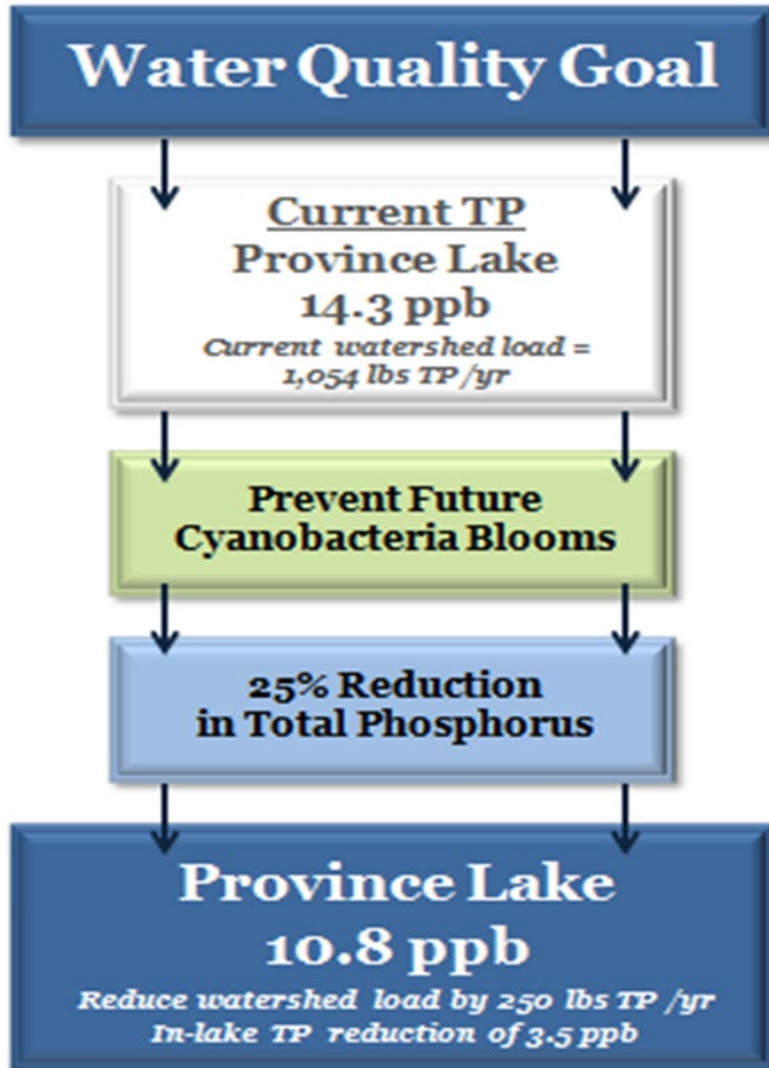 Water Quality Goal
Current TP
Province Lake
14.3 ppb
Current watershed load =
1,054 lbs TP /yr
Prevent Future
Cyanobacteria Blooms
25% Reduction
in Total Phosphorus
Province Lake
10.8 ppb
Reduce watershed load by 250 lbs TP /yr
In-lake TP reduction of 3.5 ppb